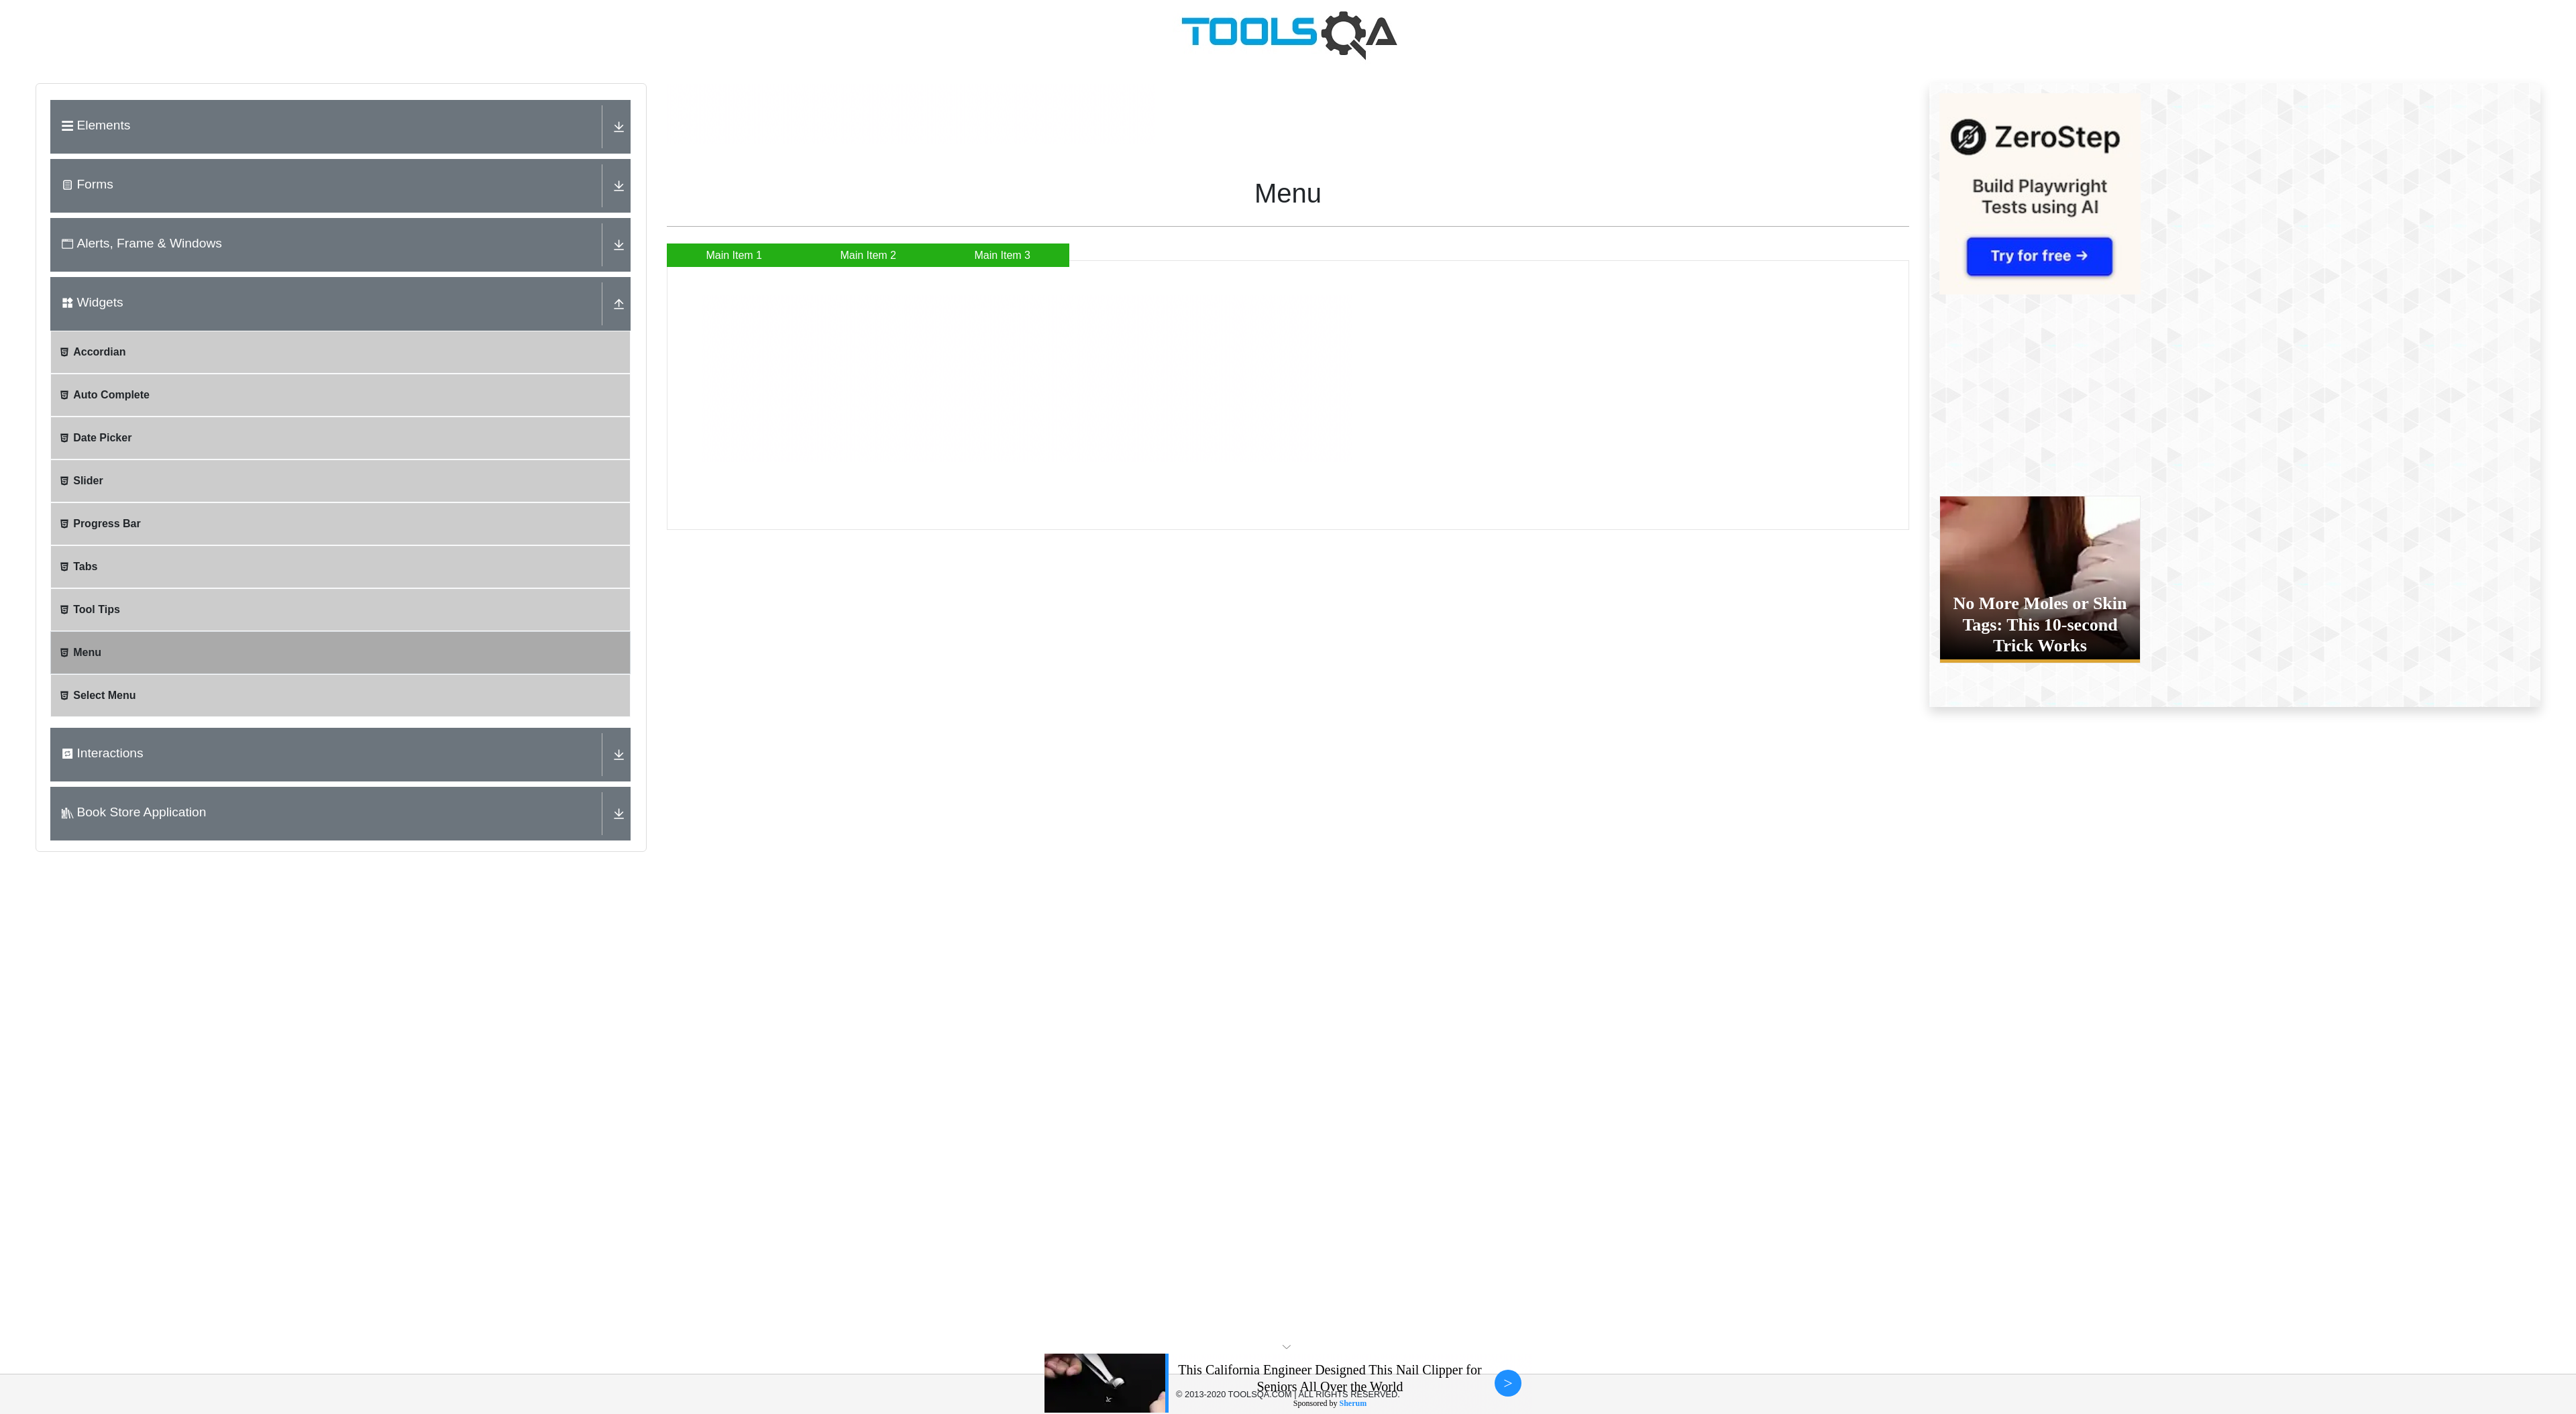 TOOLSQA
Elements
Forms
Alerts, Frame & Windows
Widgets
Accordian
Auto Complete
Date Picker
Slider
Progress Bar
Tabs
Tool Tips
Menu
Select Menu
Interactions
Book Store Application
Menu
Main Item 1 Main Item 2 Main Item 3
ZeroStep
Build Playwright
Tests using AI
Try for free →
No More Moles or Skin
Tags: This 10-second
Trick Works
This California Engineer Designed This Nail Clipper for
Seniors All Over the World
>
© 2013-2020 TOOLSQA.COM | ALL RIGHTS RESERVED.
Sponsored by Sherum